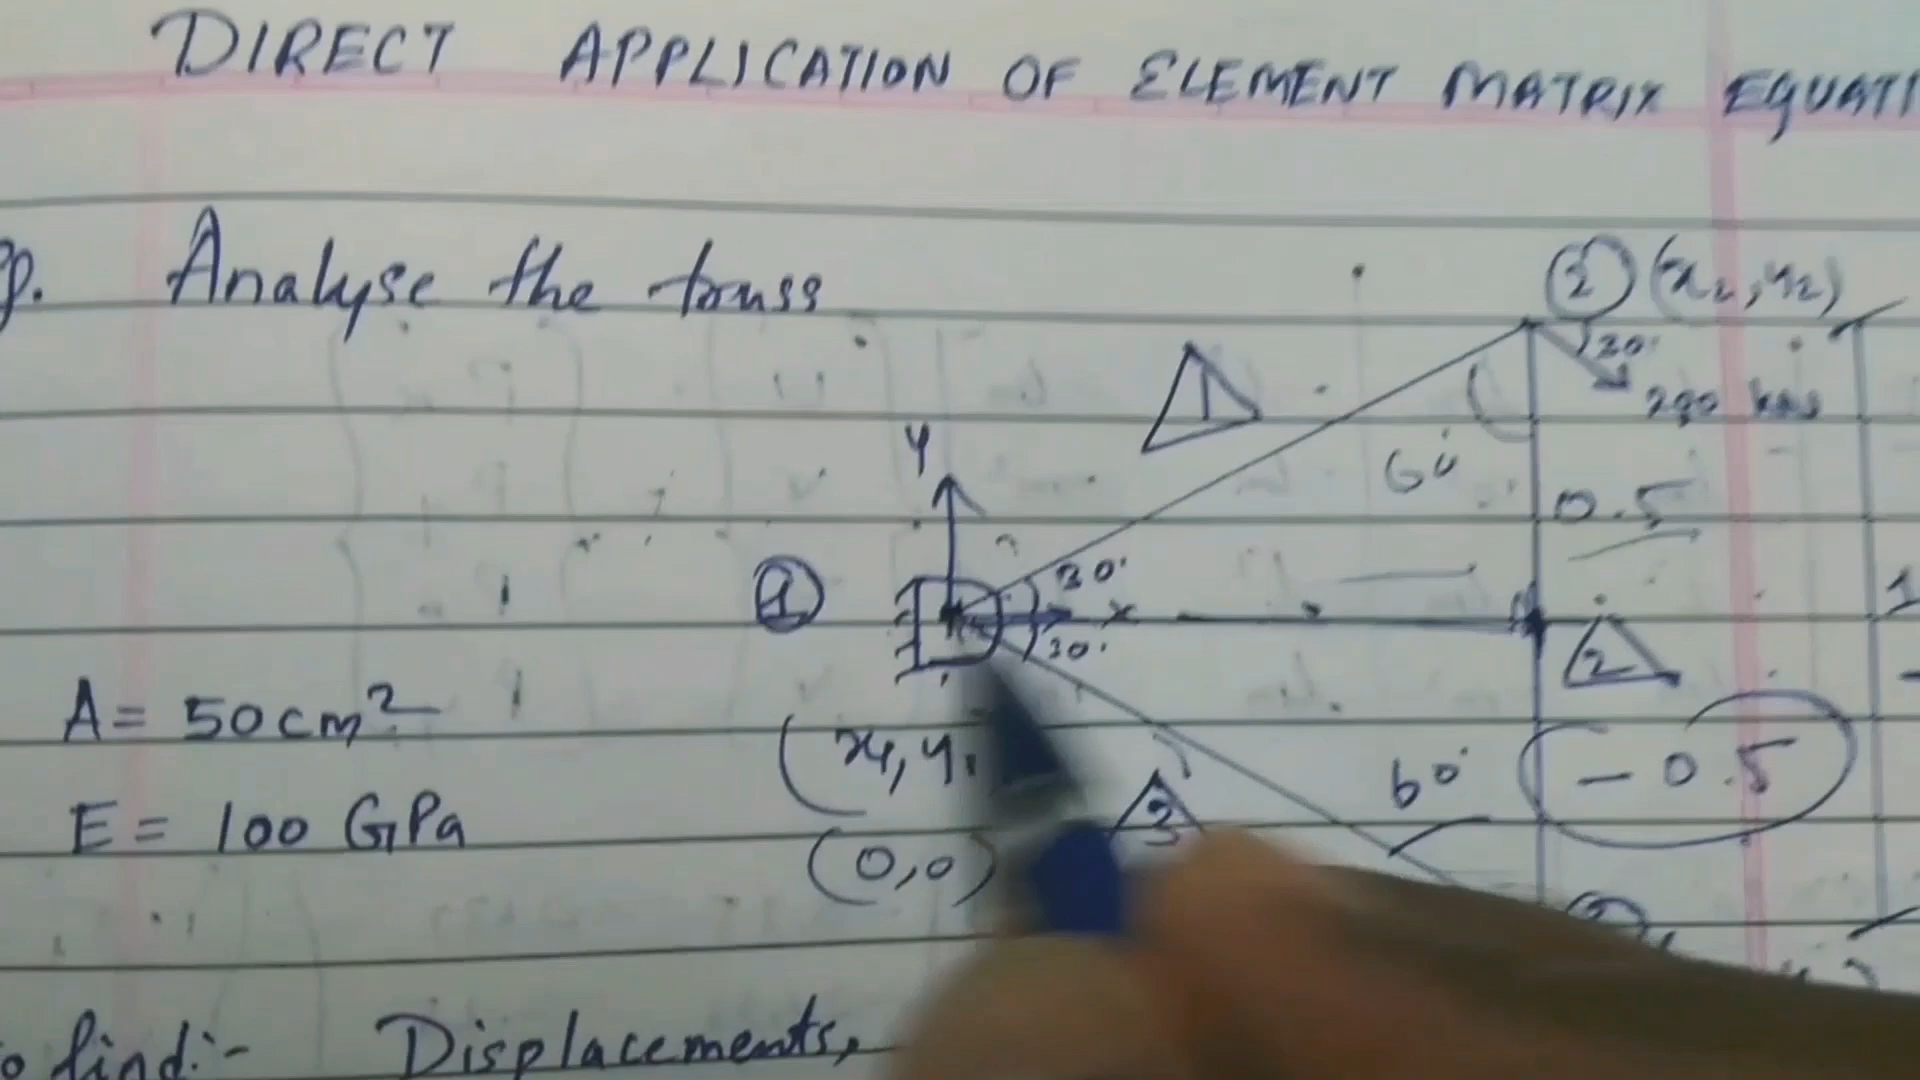 DIRECT APPLICATION OF ELEMENT MATRIX EQUATI
Analyse the truss
2 (x2, y2)
30°
200 kN
1
60°
0.5
Y
1
30°
x
30°
2
A = 50 cm2
(x1, y1
60°
-0.5
3
E = 100 GPa
(0,0)
o find:- Displacements,